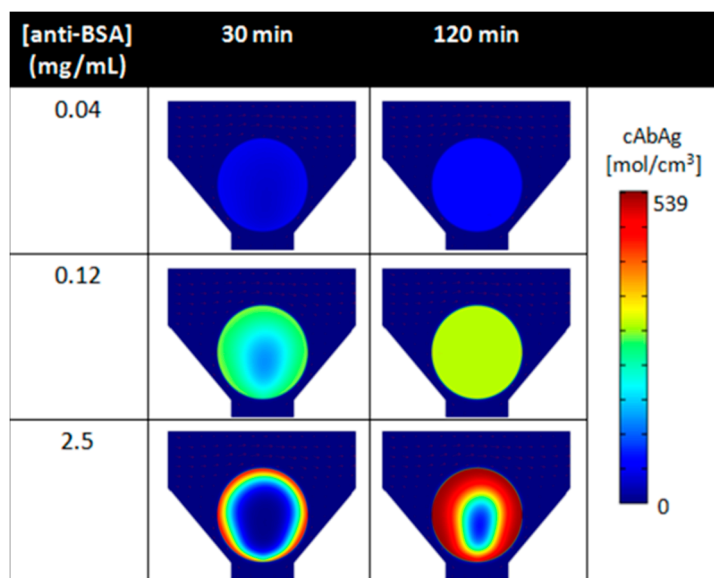 [anti-BSA] 30 min 120 min
(mg/mL)
0.04
cAbAg
[mol/cm³]
539
0.12
2.5
0